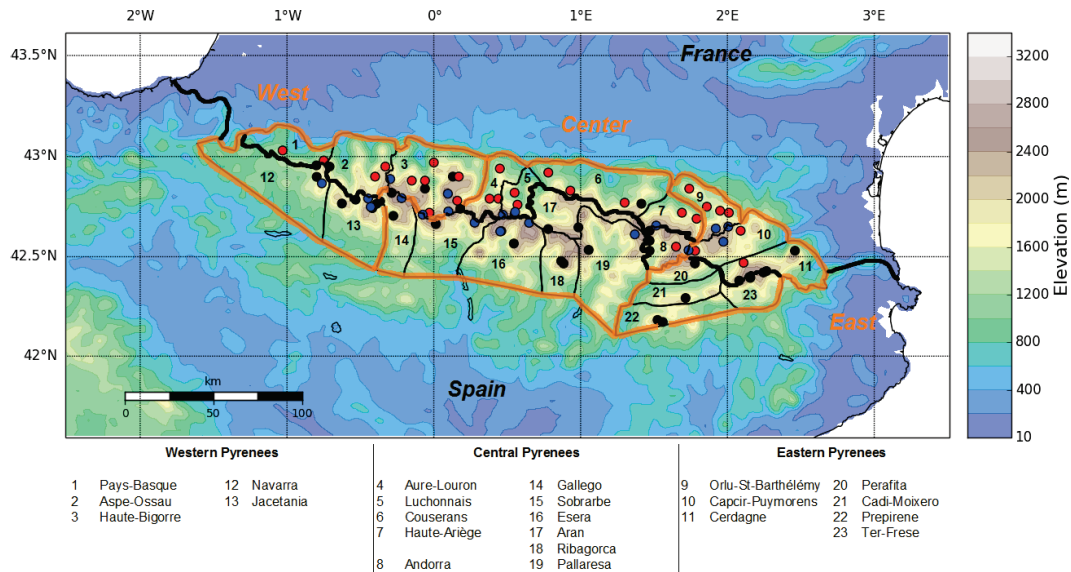 2°W 1°W 0° 1°E 2°E 3°E
43.5°N
43°N
42.5°N
42°N
France
West
Center
East
Spain
1
2
3
4
5
6
7
8
9
10
11
12
13
14
15
16
17
18
19
20
21
22
23
km
0 50 100
3200
2800
2400
2000
1600
1200
800
400
10
Elevation (m)
Western Pyrenees Central Pyrenees Eastern Pyrenees
1 Pays-Basque 12 Navarra 4 Aure-Louron 14 Gallego 9 Orlu-St-Barthélémy 20 Perafita
2 Aspe-Ossau 13 Jacetania 5 Luchonnais 15 Sobrarbe 10 Capcir-Puymorens 21 Cadi-Moixero
3 Haute-Bigorre 6 Couserans 16 Esera 11 Cerdagne 22 Prepirene
7 Haute-Ariège 17 Aran 23 Ter-Frese
18 Ribagorca
8 Andorra 19 Pallaresa